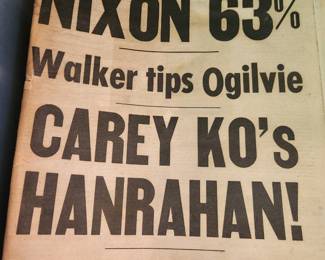 NIXON 63%
Walker tips Ogilvie
CAREY KO's
HANRAHAN!